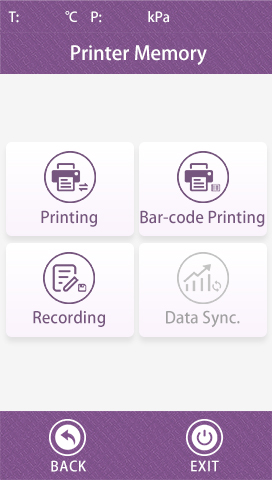 T: °C P: kPa
Printer Memory
Printing
Bar-code Printing
Recording
Data Sync.
BACK
EXIT